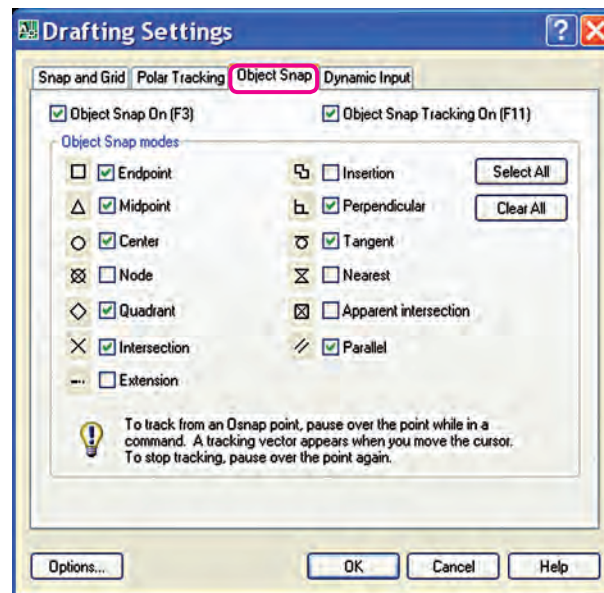 Drafting Settings
Snap and Grid Polar Tracking Object Snap Dynamic Input
Object Snap On (F3) Object Snap Tracking On (F11)
Object Snap modes
Endpoint Insertion Select All
Midpoint Perpendicular Clear All
Center Tangent
Node Nearest
Quadrant Apparent intersection
Intersection Parallel
Extension
To track from an Osnap point, pause over the point while in a
command. A tracking vector appears when you move the cursor.
To stop tracking, pause over the point again.
Options... OK Cancel Help